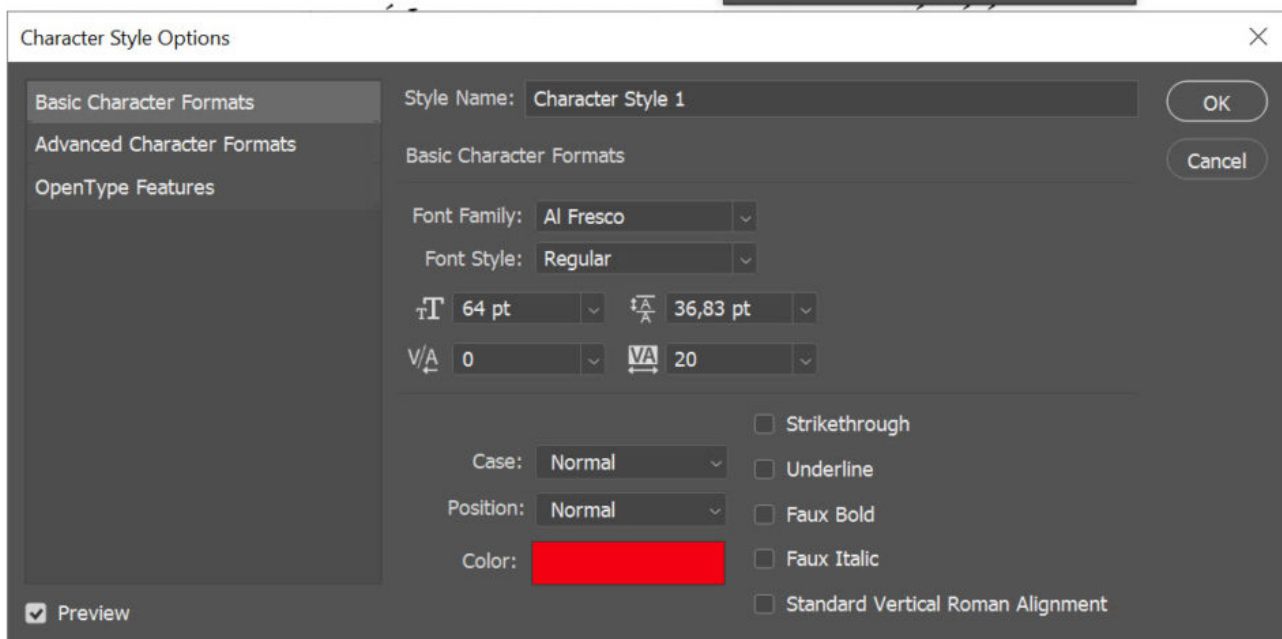 Character Style Options
Basic Character Formats
Advanced Character Formats
OpenType Features
Style Name: Character Style 1
Basic Character Formats
Font Family: Al Fresco
Font Style: Regular
64 pt
36,83 pt
0
20
Case: Normal
Position: Normal
Color:
Strikethrough
Underline
Faux Bold
Faux Italic
Standard Vertical Roman Alignment
Preview
OK
Cancel